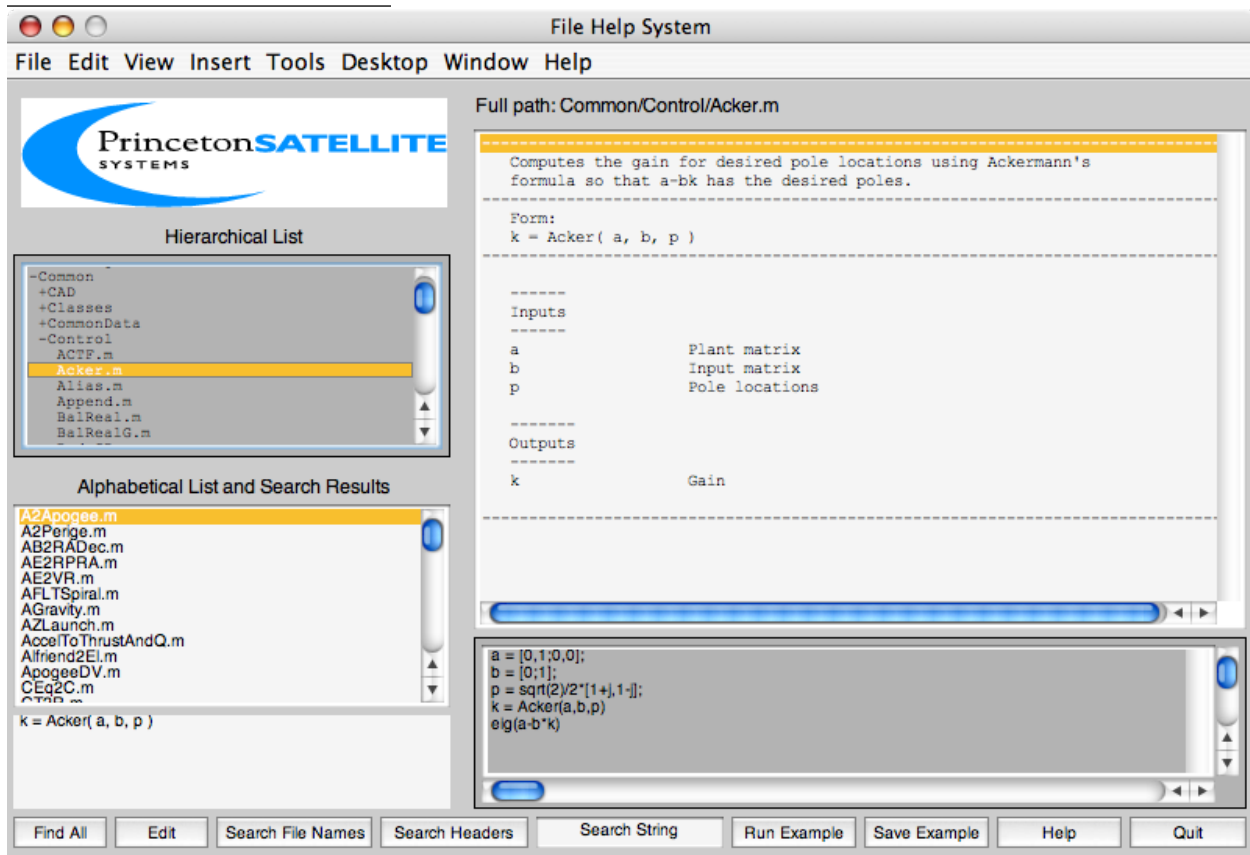 File Help System
File Edit View Insert Tools Desktop Window Help
PrincetonSATELLITE
SYSTEMS
Hierarchical List
-Common
+CAD
+Classes
+CommonData
-Control
ACTF.m
Acker.m
Alias.m
Append.m
BalReal.m
BalRealG.m
Alphabetical List and Search Results
A2Apogee.m
A2Perige.m
AB2RADec.m
AE2RPRA.m
AE2VR.m
AFLTSpiral.m
AGravity.m
AZLaunch.m
AccelToThrustAndQ.m
Alfriend2El.m
ApogeeDV.m
CEq2C.m
k = Acker( a, b, p )
Full path: Common/Control/Acker.m
--------------------------------------------------------------------------
Computes the gain for desired pole locations using Ackermann's
formula so that a-bk has the desired poles.
--------------------------------------------------------------------------
Form:
k = Acker( a, b, p )
--------------------------------------------------------------------------
------
Inputs
------
a Plant matrix
b Input matrix
p Pole locations
-------
Outputs
-------
k Gain
--------------------------------------------------------------------------
a = [0,1;0,0];
b = [0;1];
p = sqrt(2)/2*[1+j,1-j];
k = Acker(a,b,p)
eig(a-b*k)
Find All Edit Search File Names Search Headers Search String Run Example Save Example Help Quit